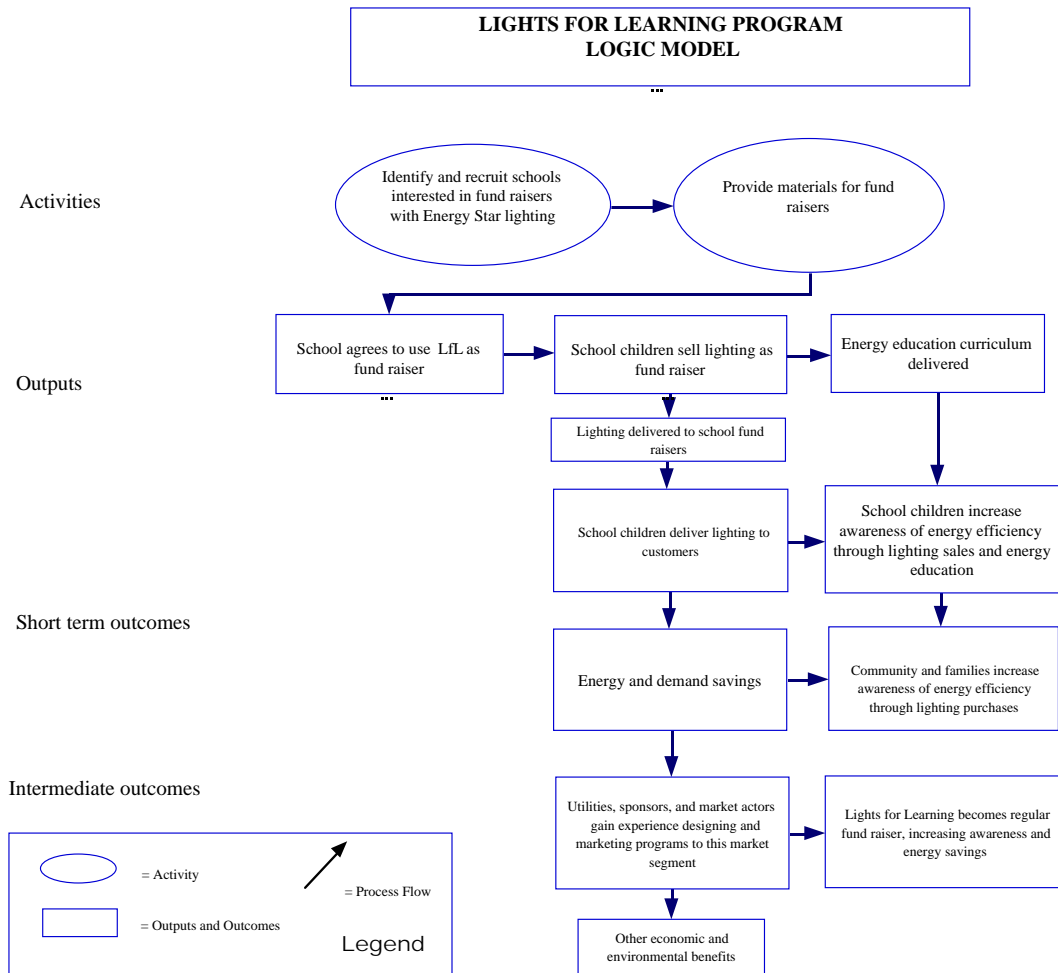 LIGHTS FOR LEARNING PROGRAM
LOGIC MODEL
...
Activities
Identify and recruit schools
interested in fund raisers
with Energy Star lighting
Provide materials for fund
raisers
Outputs
School agrees to use LfL as
fund raiser
...
School children sell lighting as
fund raiser
Energy education curriculum
delivered
Lighting delivered to school fund
raisers
School children deliver lighting to
customers
School children increase
awareness of energy efficiency
through lighting sales and energy
education
Short term outcomes
Energy and demand savings
Community and families increase
awareness of energy efficiency
through lighting purchases
Intermediate outcomes
Utilities, sponsors, and market actors
gain experience designing and
marketing programs to this market
segment
Lights for Learning becomes regular
fund raiser, increasing awareness and
energy savings
Other economic and
environmental benefits
= Activity
= Process Flow
= Outputs and Outcomes
Legend